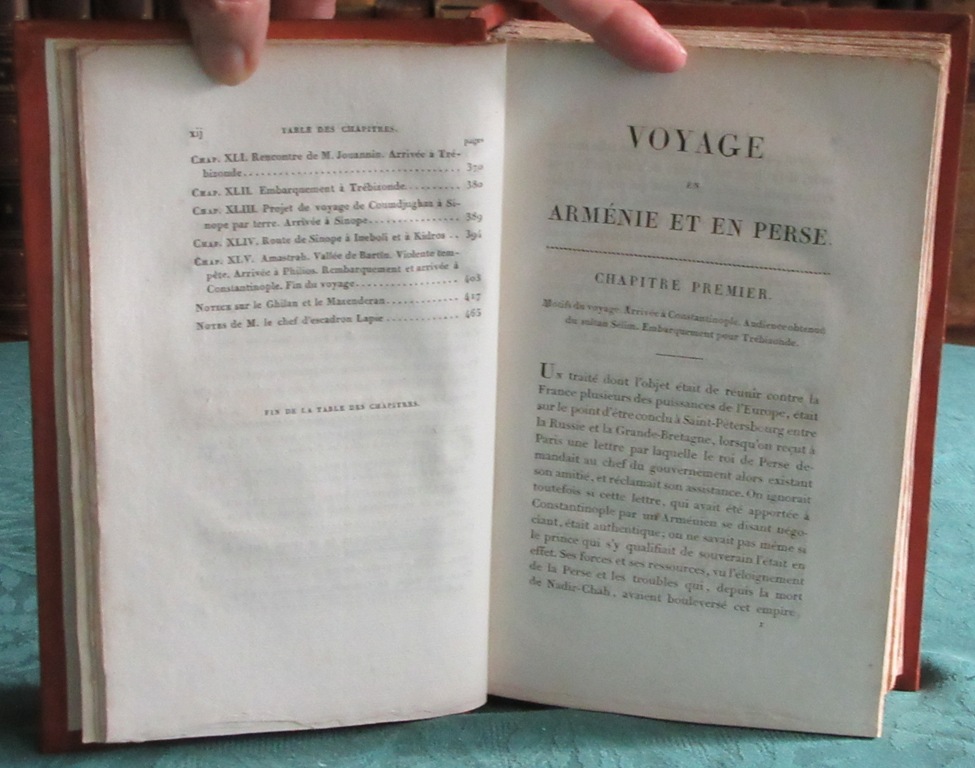 xij TABLE DES CHAPITRES.
pages
CHAP. XLI. Rencontre de M. Jouannin. Arrivée à Tré-
bizonde........................ 370
CHAP. XLII. Embarquement à Trébizonde.......... 380
CHAP. XLIII. Projet de voyage de Coumdjughas à Si-
nope par terre. Arrivée à Sinope.............. 389
CHAP. XLIV. Route de Sinope à Ineboli et à Kidros .. 394
CHAP. XLV. Amastrah. Vallée de Bartin. Violente tem-
pête. Arrivée à Philios. Rembarquement et arrivée à
Constantinople. Fin du voyage................ 403
NOTICE sur le Ghilan et le Mazenderan............ 417
NOTES de M. le chef d'escadron Lapie ............ 465
FIN DE LA TABLE DES CHAPITRES.
VOYAGE
EN
ARMÉNIE ET EN PERSE.
CHAPITRE PREMIER.
Motifs du voyage. Arrivée à Constantinople. Audience obtenue
du sultan Sélim. Embarquement pour Trébizonde.
UN traité dont l'objet était de réunir contre la
France plusieurs des puissances de l'Europe, était
sur le point d'être conclu à Saint-Pétersbourg entre
la Russie et la Grande-Bretagne, lorsqu'on reçut à
Paris une lettre par laquelle le roi de Perse de-
mandait au chef du gouvernement alors existant
son amitié, et réclamait son assistance. On ignorait
toutefois si cette lettre, qui avait été apportée à
Constantinople par un Arménien se disant négo-
ciant, était authentique; on ne savait pas même si
le prince qui s'y qualifiait de souverain l'était en
effet. Ses forces et ses ressources, vu l'éloignement
de la Perse et les troubles qui, depuis la mort
de Nadir-Chah, avaient bouleversé cet empire
1